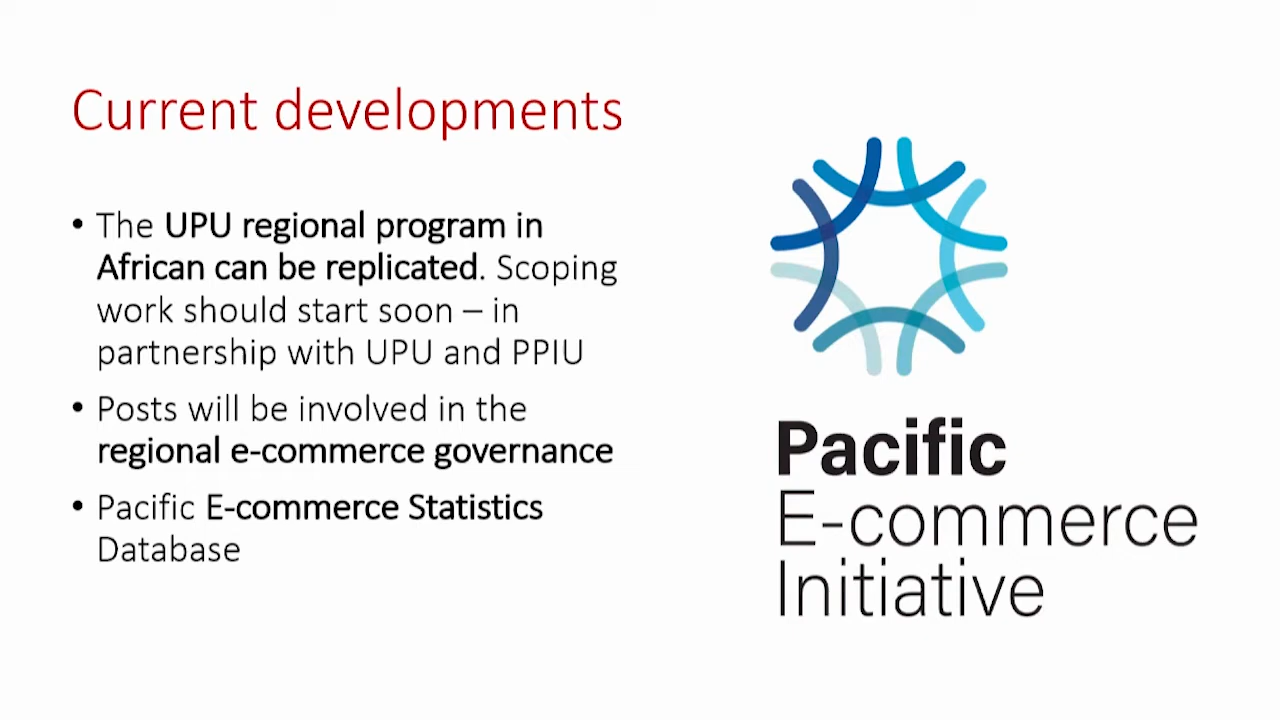 Current developments
• The UPU regional program in
African can be replicated. Scoping
work should start soon – in
partnership with UPU and PPIU
• Posts will be involved in the
regional e-commerce governance
• Pacific E-commerce Statistics
Database
Pacific
E-commerce
Initiative